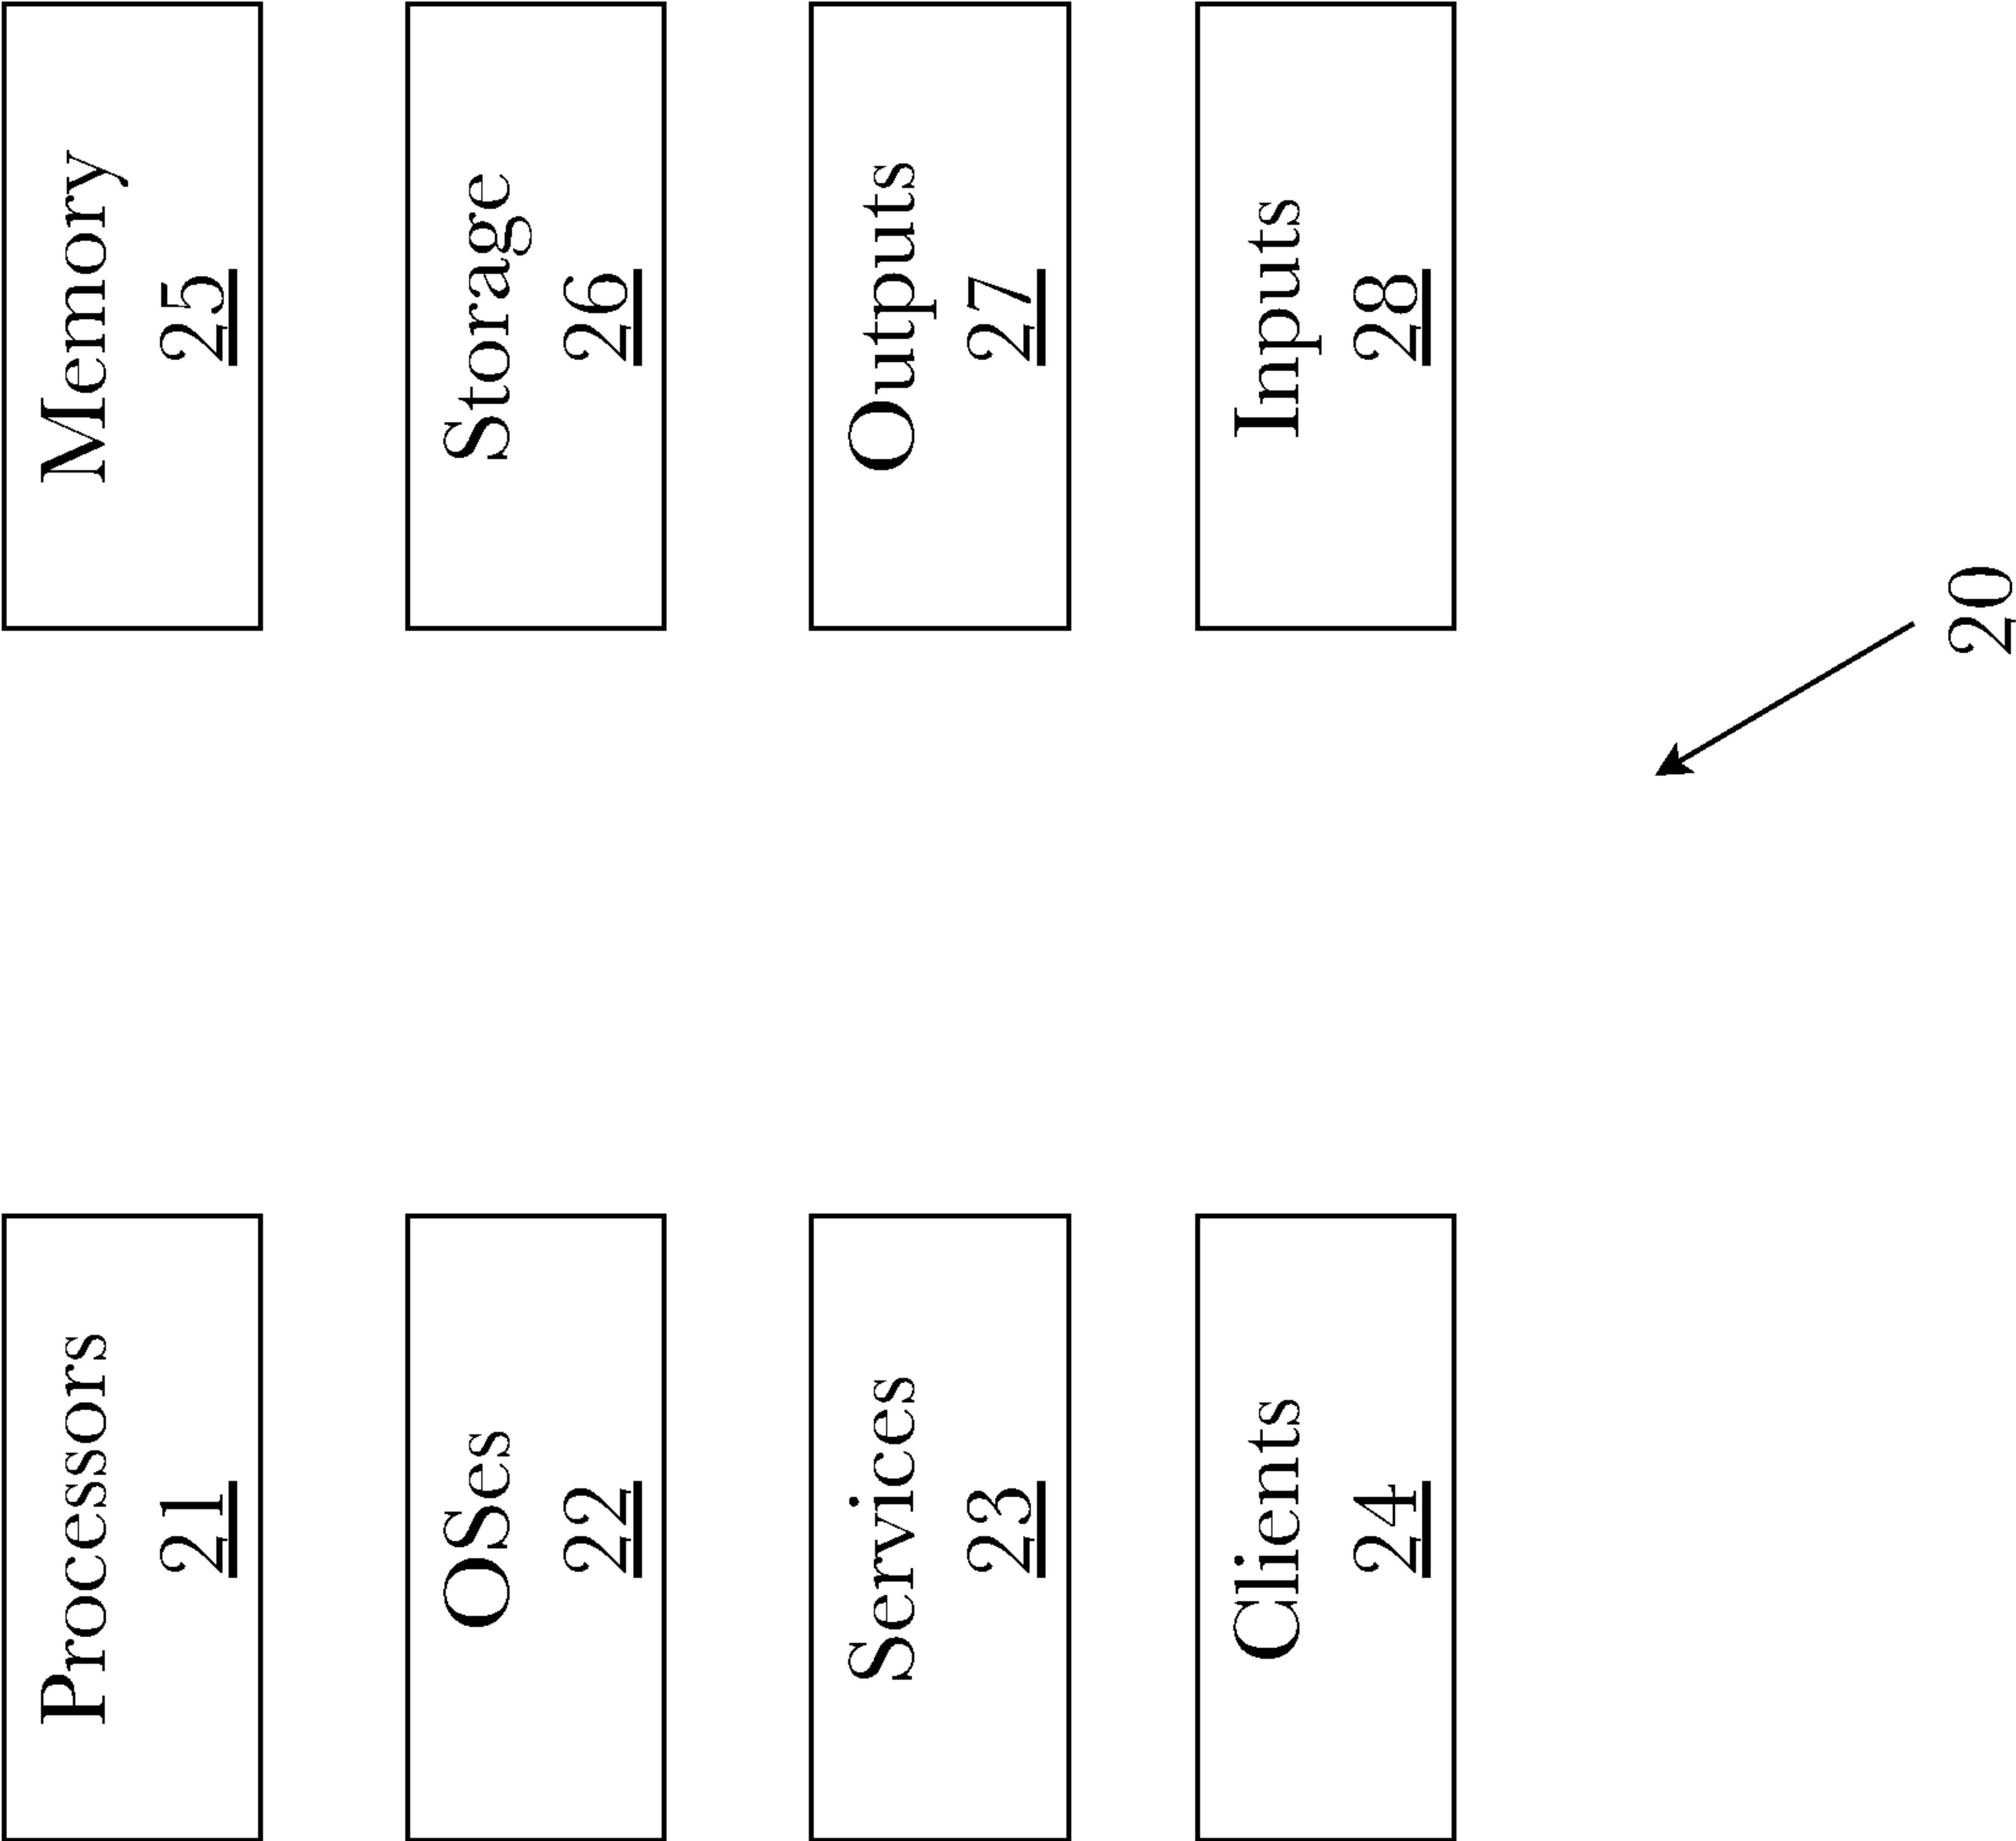 Processors
21
Memory
25
OSes
22
Storage
26
Services
23
Outputs
27
Clients
24
Inputs
28
20